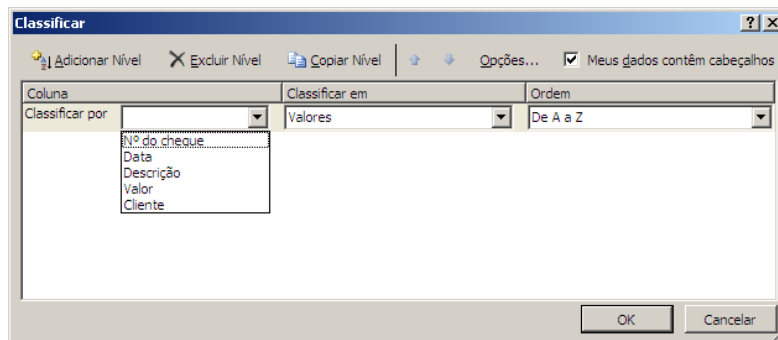 Classificar
Adicionar Nível Excluir Nível Copiar Nível Opções... Meus dados contêm cabeçalhos
Coluna Classificar em Ordem
Classificar por Valores De A a Z
Nº do cheque
Data
Descrição
Valor
Cliente
OK Cancelar